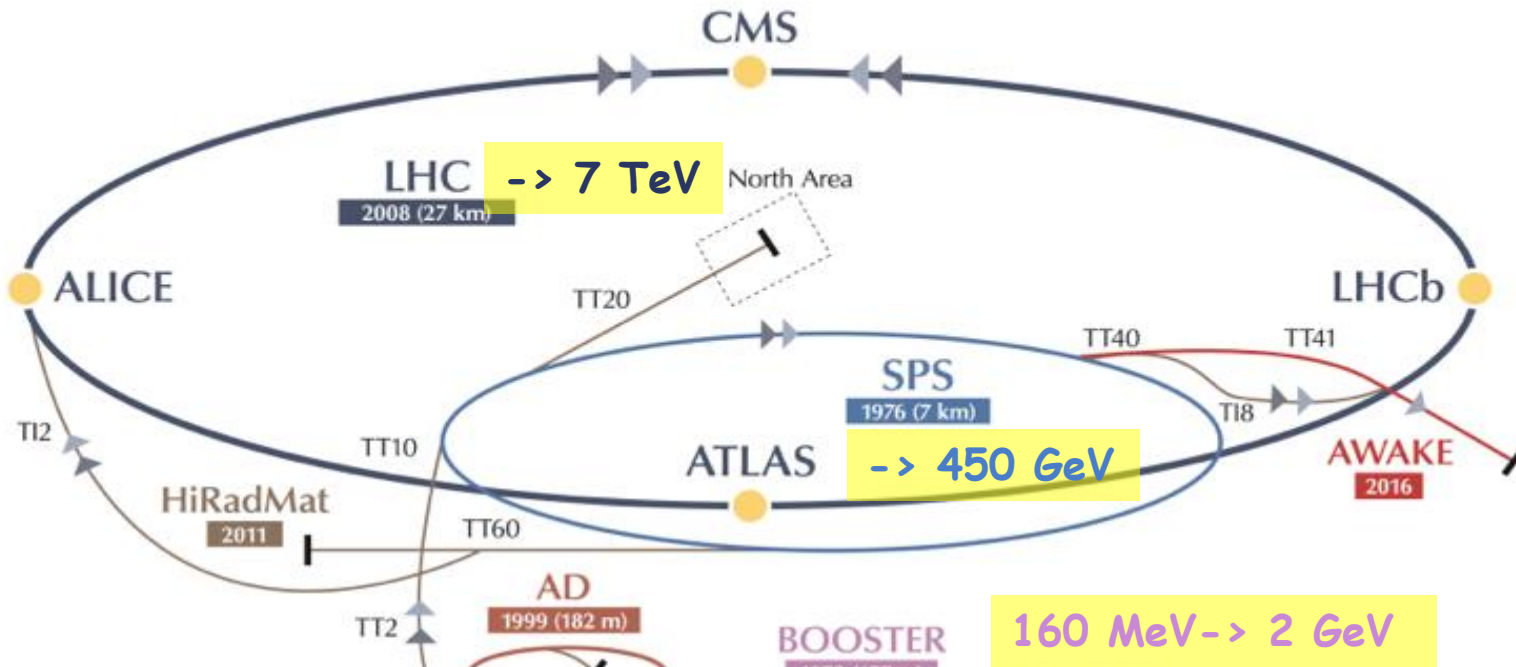 CMS
LHC -> 7 TeV
2008 (27 km)
North Area
ALICE
TT20
LHCb
TT40
TT41
SPS
1976 (7 km)
TI2
TT10
TI8
ATLAS
-> 450 GeV
AWAKE
2016
HiRadMat
2011
TT60
AD
1999 (182 m)
TT2
BOOSTER
160 MeV-> 2 GeV